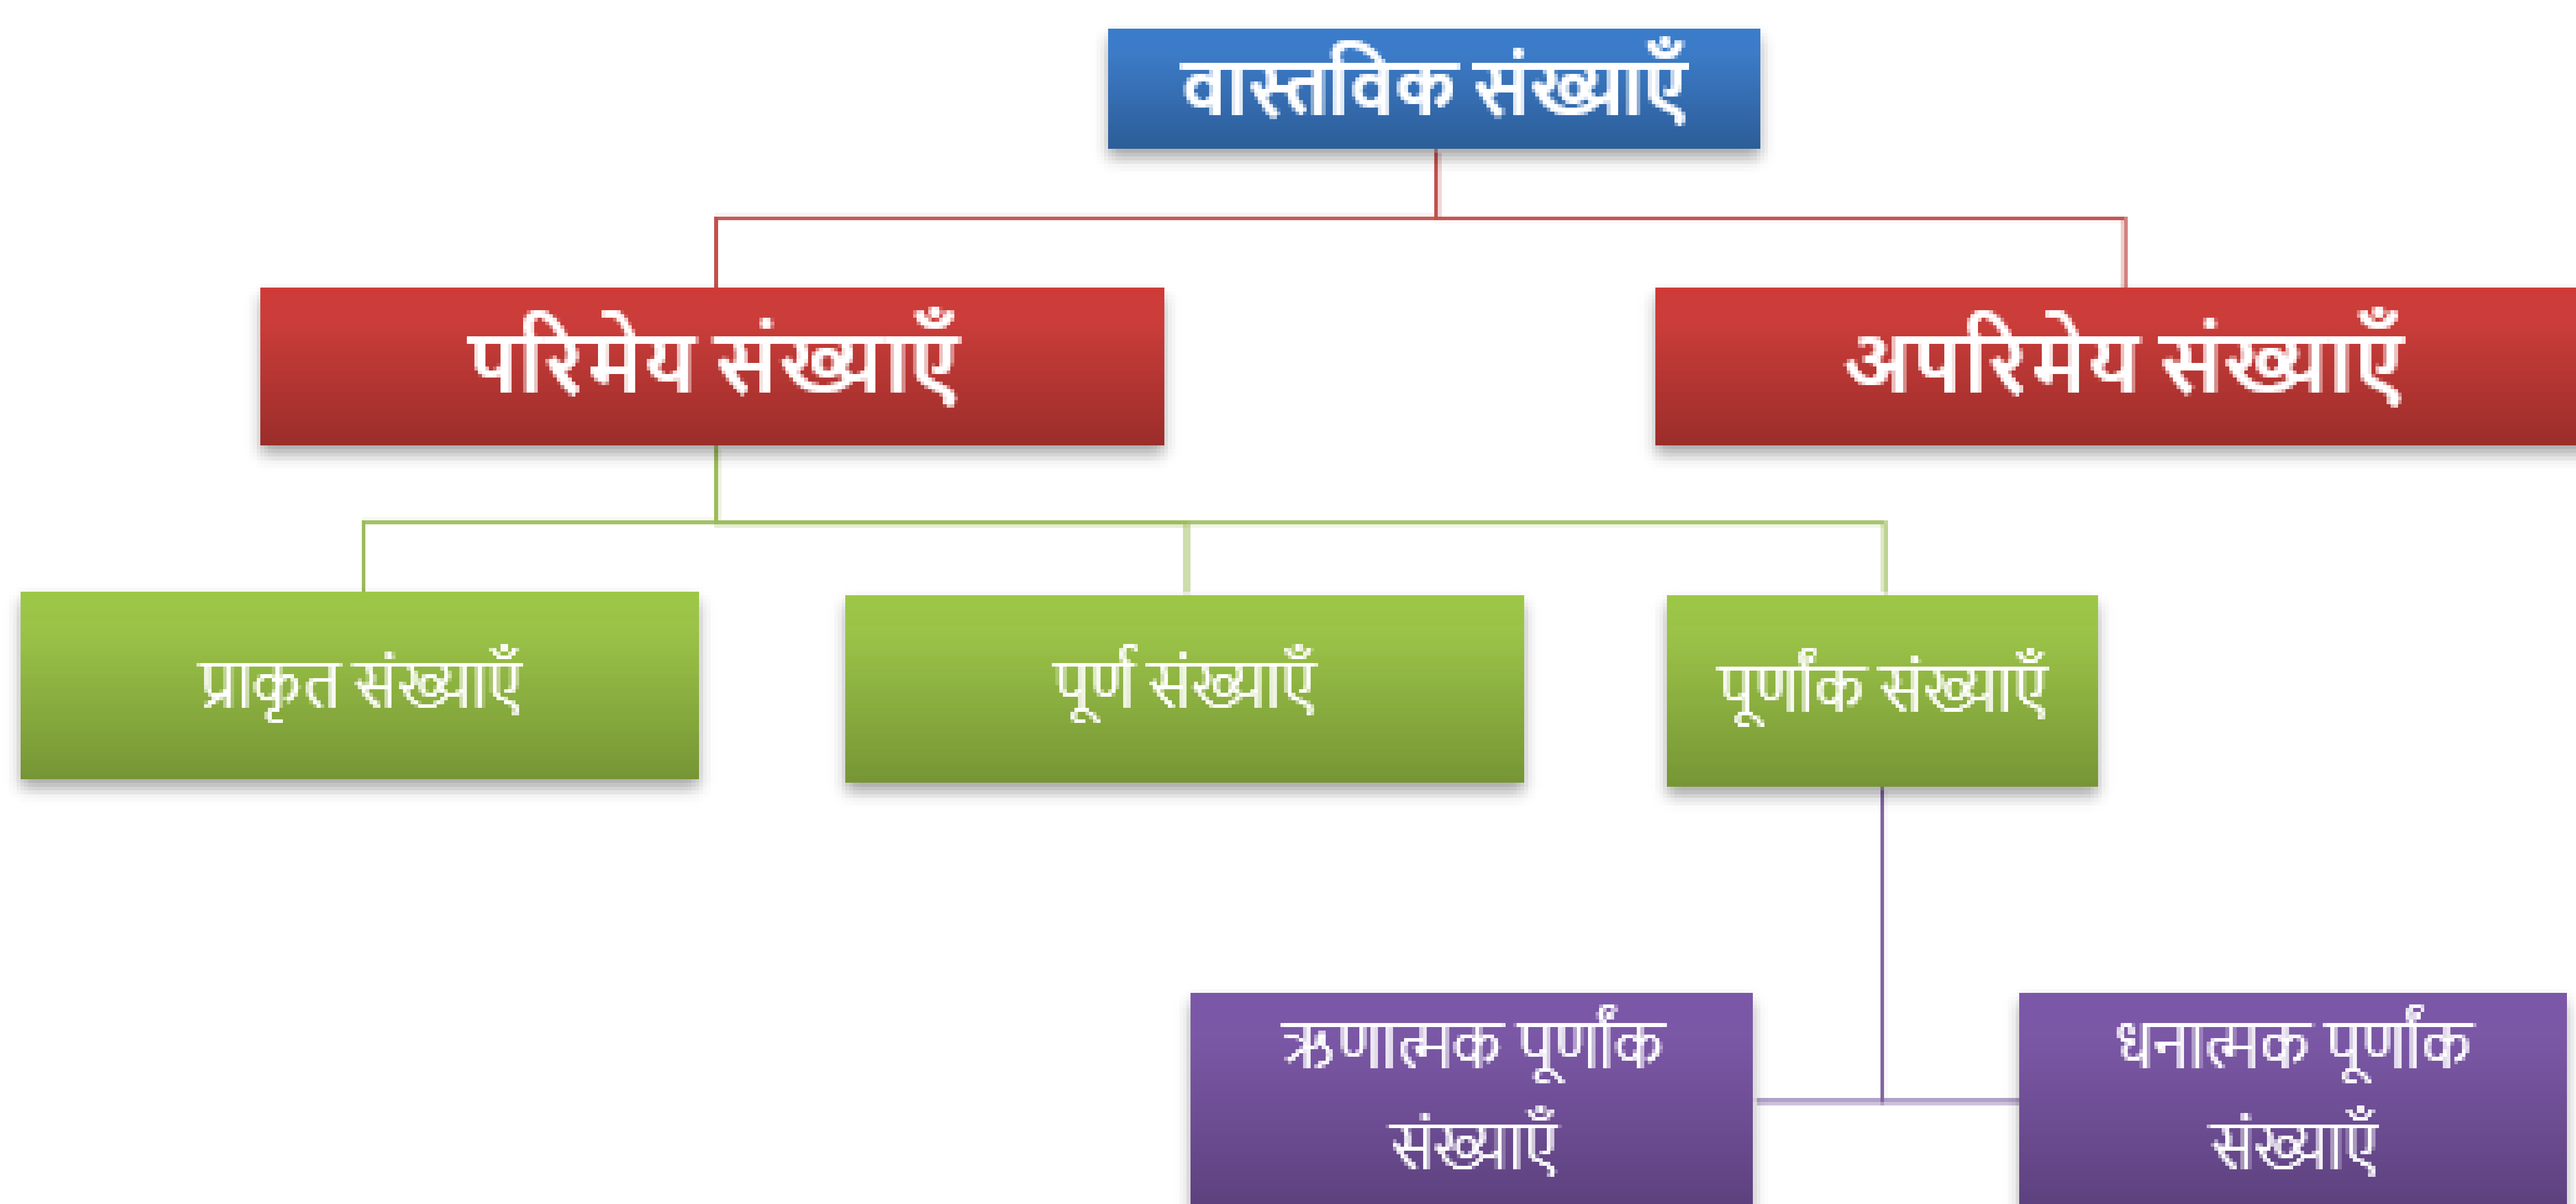 वास्तविक संख्याएँ
परिमेय संख्याएँ
अपरिमेय संख्याएँ
प्राकृत संख्याएँ
पूर्ण संख्याएँ
पूर्णांक संख्याएँ
ऋणात्मक पूर्णांक
संख्याएँ
धनात्मक पूर्णांक
संख्याएँ